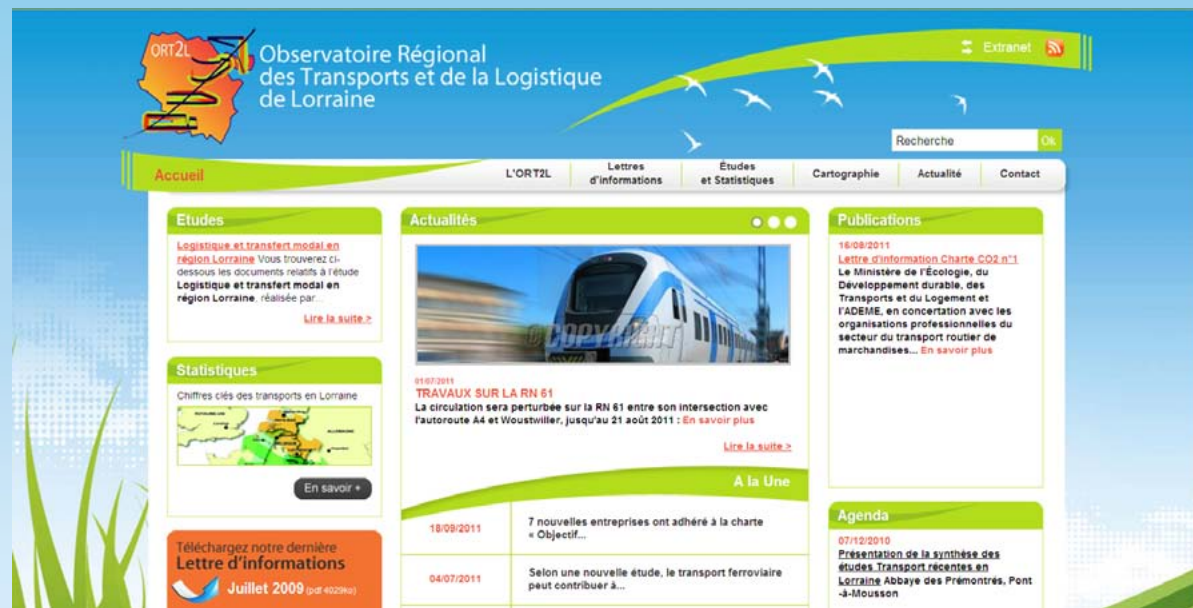 ORT2L
Observatoire Régional
des Transports et de la Logistique
de Lorraine
Extranet
Recherche
Ok
Accueil
L'ORT2L
Lettres
d'informations
Études
et Statistiques
Cartographie
Actualité
Contact
Etudes
Logistique et transfert modal en
région Lorraine Vous trouverez ci-
dessous les documents relatifs à l'étude
Logistique et transfert modal en
région Lorraine, réalisée par...
Lire la suite >
Statistiques
Chiffres clés des transports en Lorraine
En savoir +
Téléchargez notre dernière
Lettre d'informations
Juillet 2009 (pdf 4029ko)
Actualités
©COPYRIGHT
01/07/2011
TRAVAUX SUR LA RN 61
La circulation sera perturbée sur la RN 61 entre son intersection avec
l'autoroute A4 et Woustwiller, jusqu'au 21 août 2011 : En savoir plus
Lire la suite >
A la Une
18/09/2011
7 nouvelles entreprises ont adhéré à la charte
« Objectif...
04/07/2011
Selon une nouvelle étude, le transport ferroviaire
peut contribuer à...
Publications
16/08/2011
Lettre d'information Charte CO2 n°1
Le Ministère de l'Écologie, du
Développement durable, des
Transports et du Logement et
l'ADEME, en concertation avec les
organisations professionnelles du
secteur du transport routier de
marchandises... En savoir plus
Agenda
07/12/2010
Présentation de la synthèse des
études Transport récentes en
Lorraine Abbaye des Prémontrés, Pont
-à-Mousson